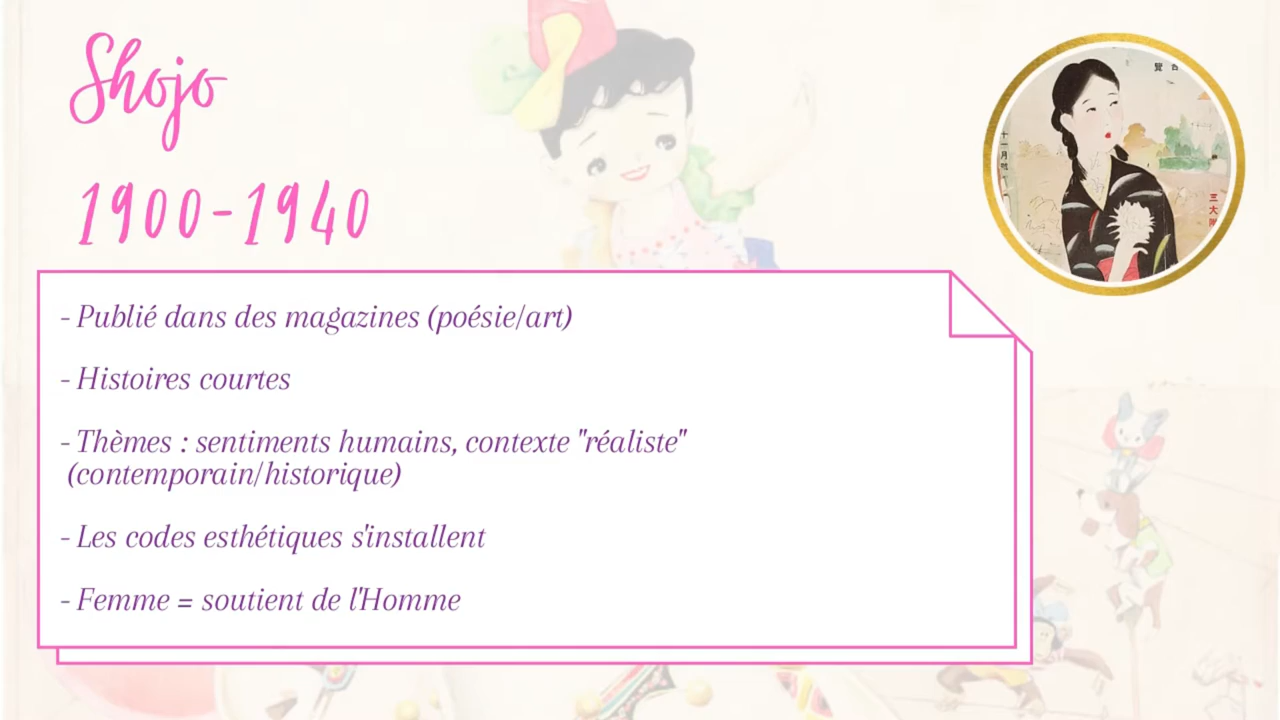 Shojo
1900-1940
- Publié dans des magazines (poésie/art)
- Histoires courtes
- Thèmes : sentiments humains, contexte "réaliste"
(contemporain/historique)
- Les codes esthétiques s'installent
- Femme = soutient de l'Homme